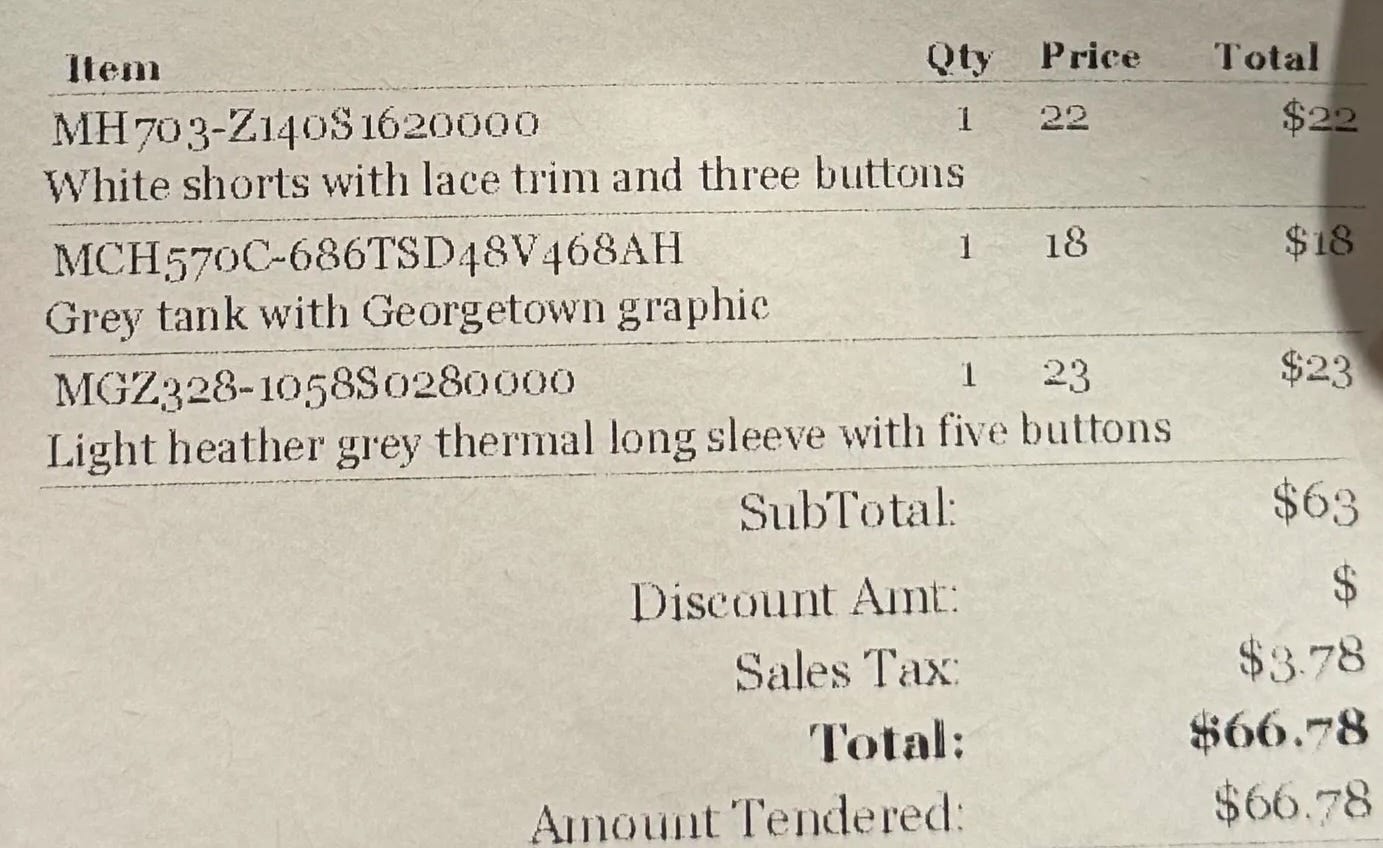 Item Qty Price Total
MH703-Z140S1620000 1 22 $22
White shorts with lace trim and three buttons
MCH570C-686TSD48V468AH 1 18 $18
Grey tank with Georgetown graphic
MGZ328-1058S0280000 1 23 $23
Light heather grey thermal long sleeve with five buttons
SubTotal: $63
Discount Amt: $
Sales Tax: $3.78
Total: $66.78
Amount Tendered: $66.78